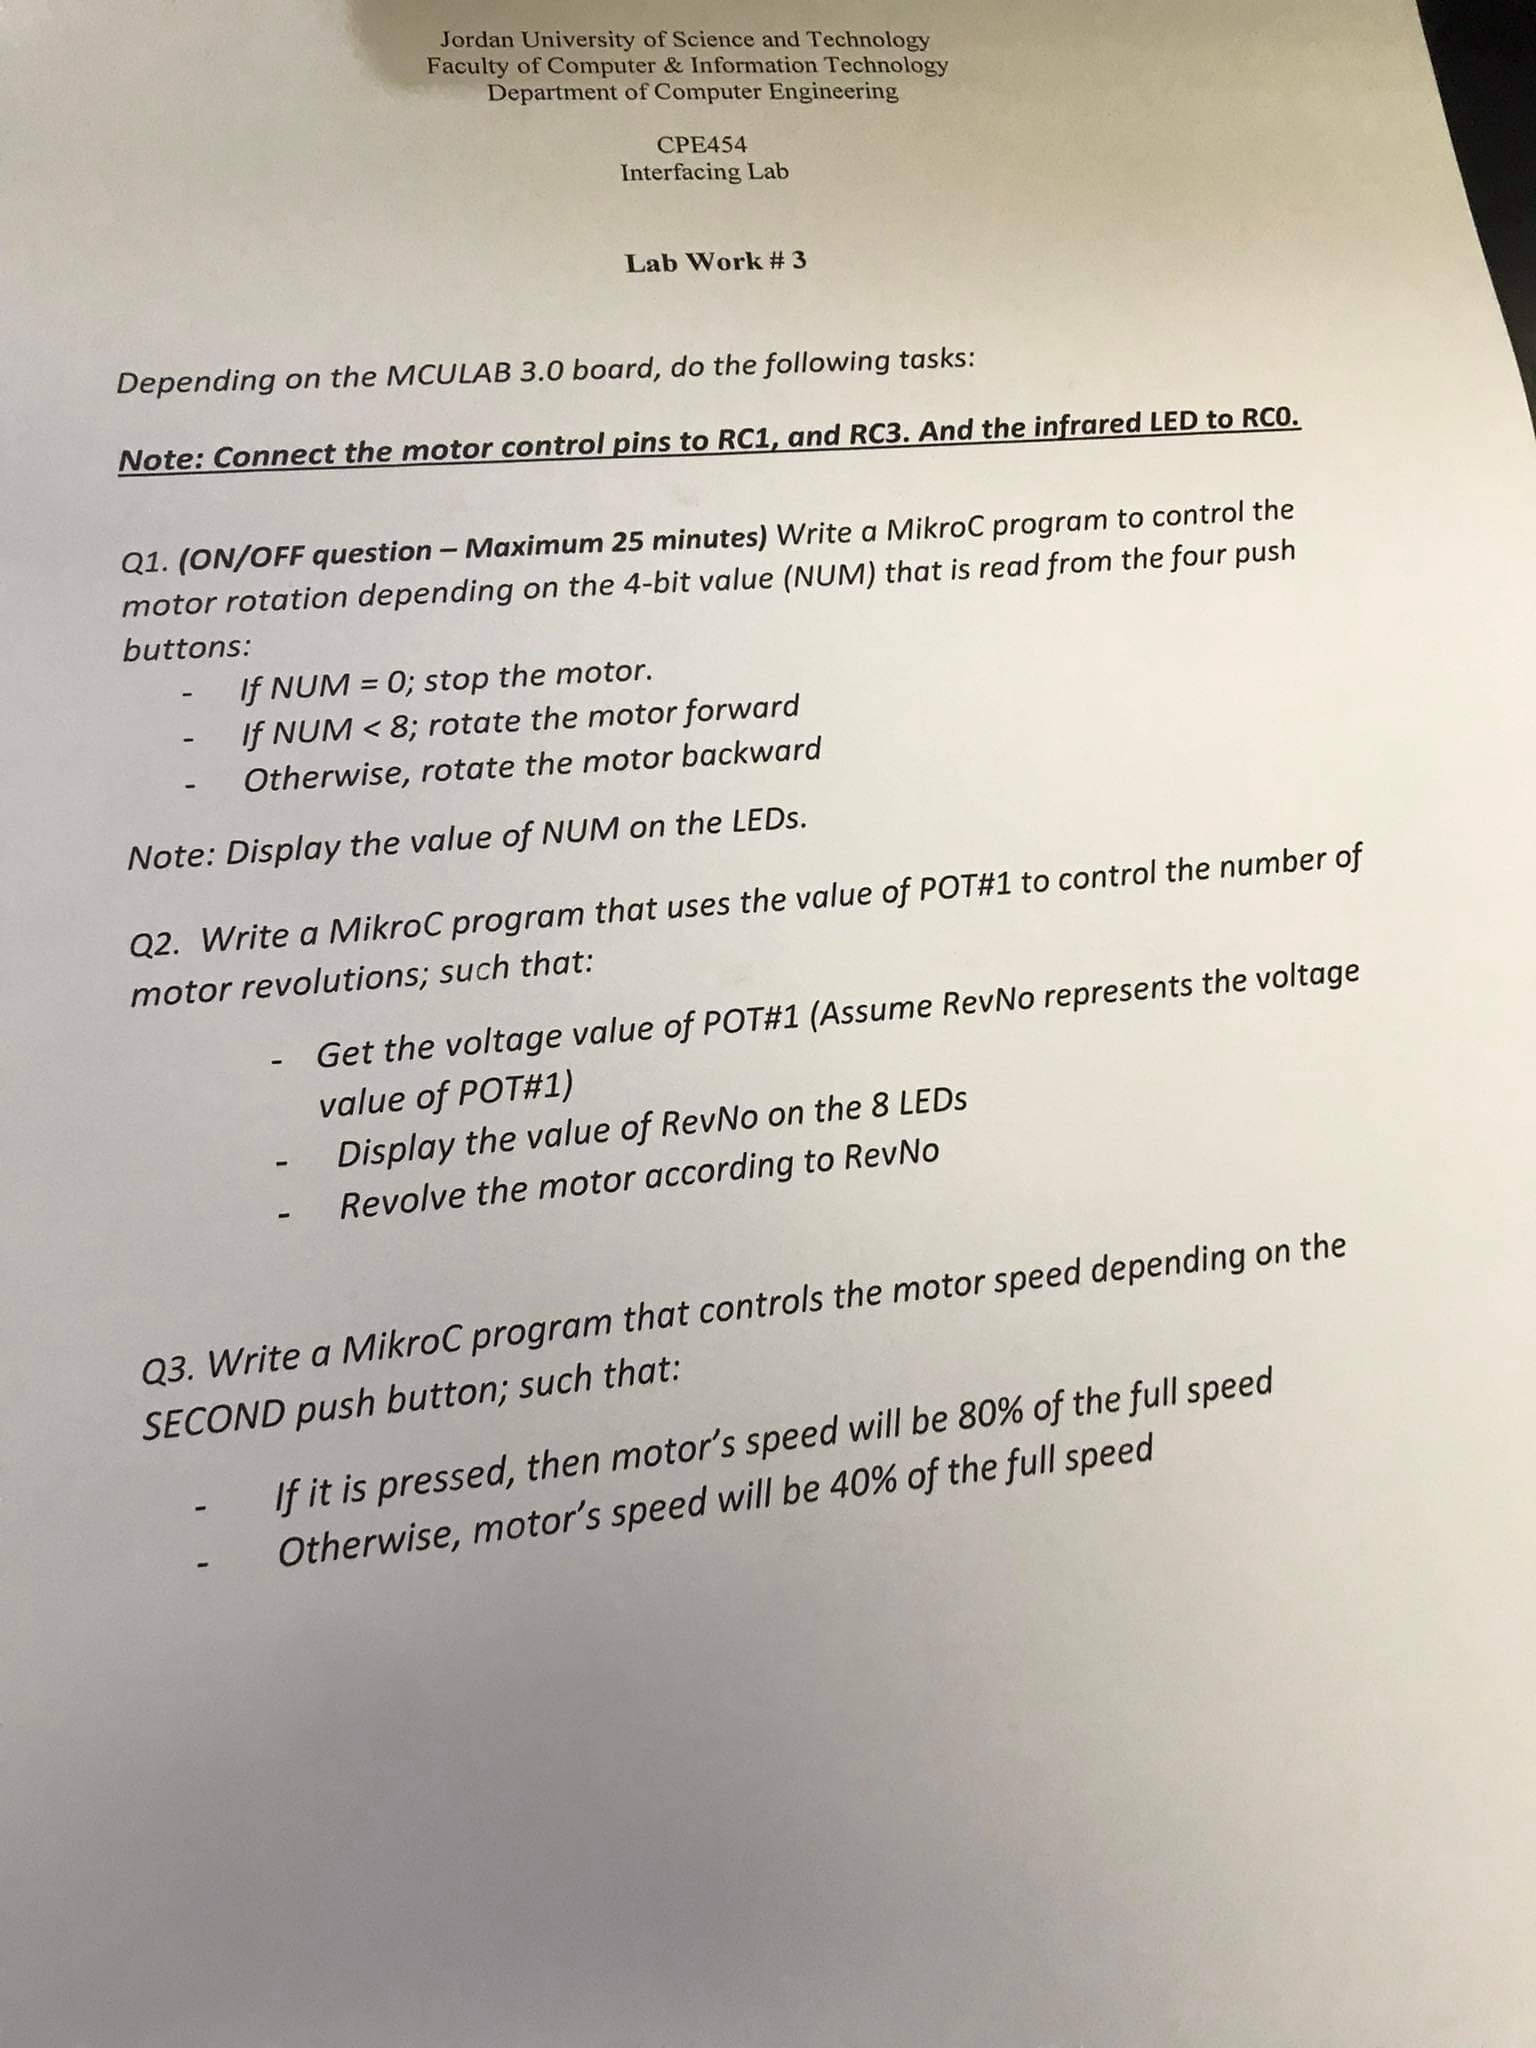 Jordan University of Science and Technology
Faculty of Computer & Information Technology
Department of Computer Engineering
CPE454
Interfacing Lab
Lab Work # 3
Depending on the MCULAB 3.0 board, do the following tasks:
Note: Connect the motor control pins to RC1, and RC3. And the infrared LED to RC0.
Q1. (ON/OFF question – Maximum 25 minutes) Write a MikroC program to control the
motor rotation depending on the 4-bit value (NUM) that is read from the four push
buttons:
- If NUM = 0; stop the motor.
- If NUM < 8; rotate the motor forward
- Otherwise, rotate the motor backward
Note: Display the value of NUM on the LEDs.
Q2. Write a MikroC program that uses the value of POT#1 to control the number of
motor revolutions; such that:
- Get the voltage value of POT#1 (Assume RevNo represents the voltage
value of POT#1)
- Display the value of RevNo on the 8 LEDs
- Revolve the motor according to RevNo
Q3. Write a MikroC program that controls the motor speed depending on the
SECOND push button; such that:
- If it is pressed, then motor's speed will be 80% of the full speed
- Otherwise, motor's speed will be 40% of the full speed